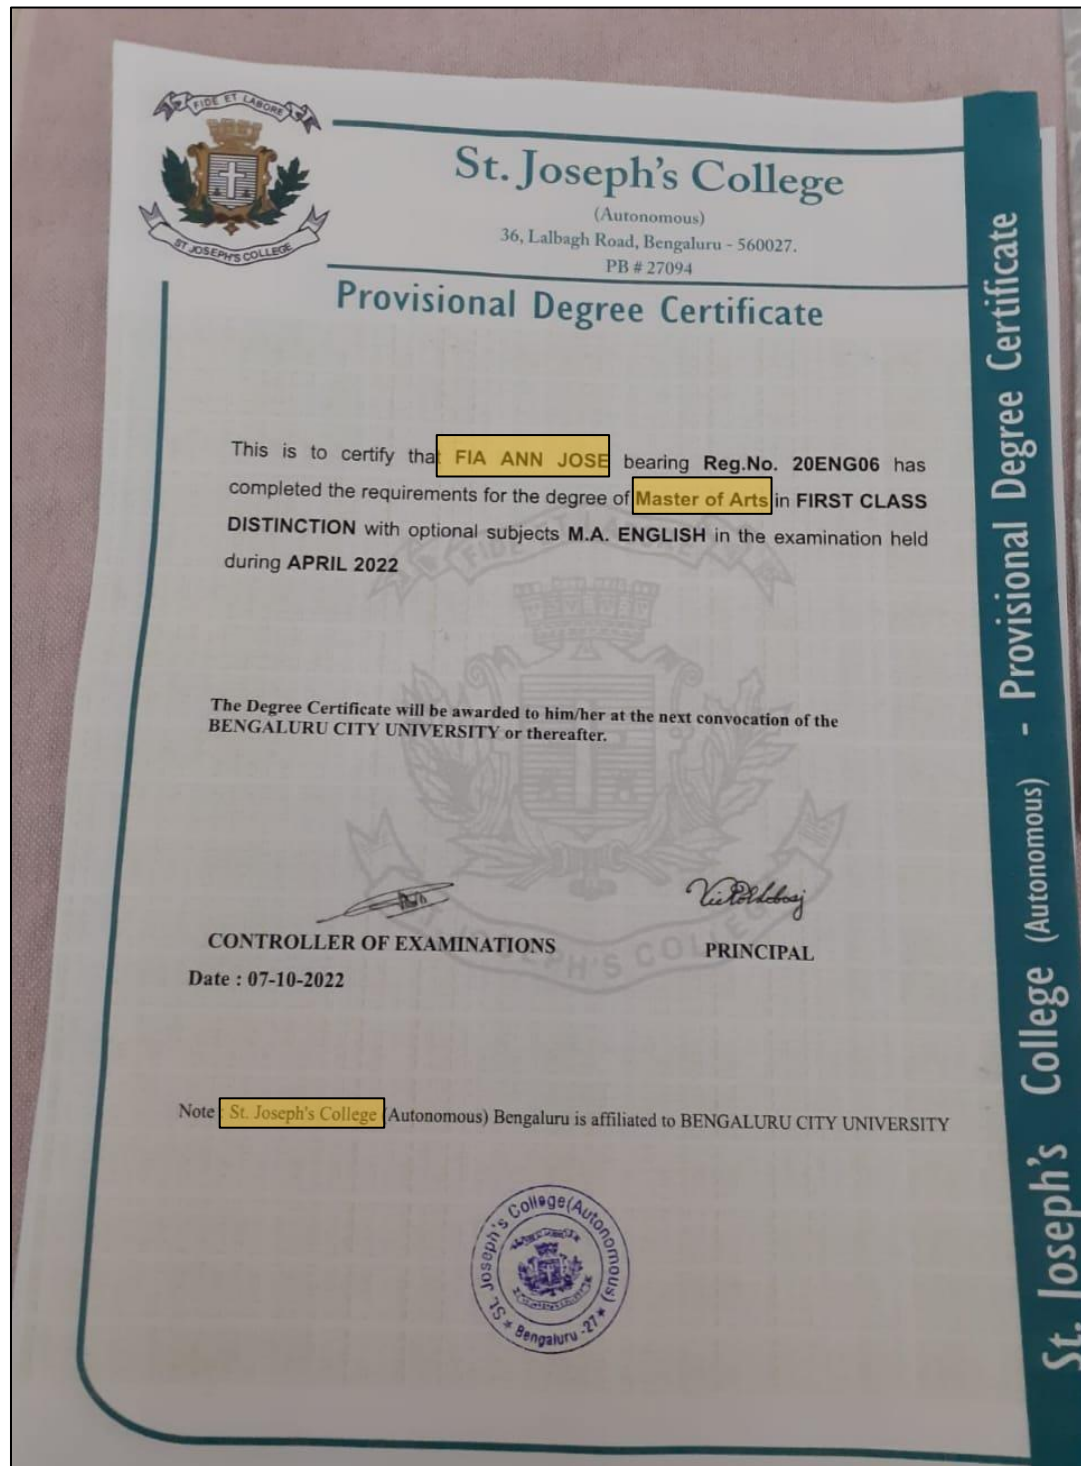 FIDE ET LABORE
ST JOSEPH'S COLLEGE
St. Joseph's College
(Autonomous)
36, Lalbagh Road, Bengaluru - 560027.
PB # 27094
Provisional Degree Certificate
This is to certify that FIA ANN JOSE bearing Reg.No. 20ENG06 has
completed the requirements for the degree of Master of Arts in FIRST CLASS
DISTINCTION with optional subjects M.A. ENGLISH in the examination held
during APRIL 2022
The Degree Certificate will be awarded to him/her at the next convocation of the
BENGALURU CITY UNIVERSITY or thereafter.
CONTROLLER OF EXAMINATIONS
PRINCIPAL
Date : 07-10-2022
Note : St. Joseph's College (Autonomous) Bengaluru is affiliated to BENGALURU CITY UNIVERSITY
St. Joseph's College (Autonomous) ★ Bengaluru -27 ★
St. Joseph's College (Autonomous) - Provisional Degree Certificate